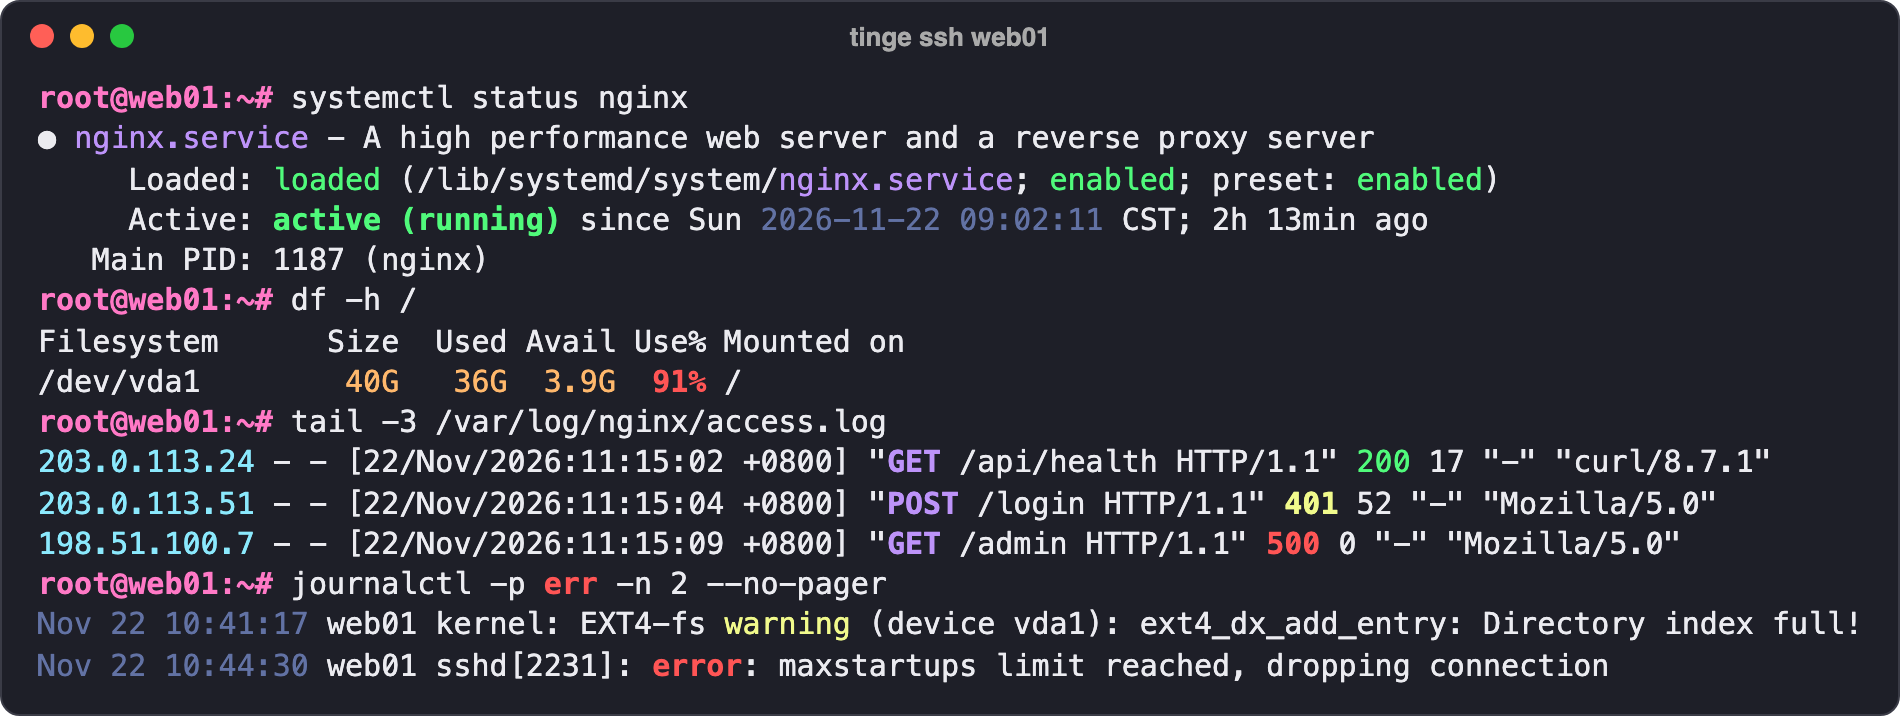 tinge ssh web01
root@web01:~# systemctl status nginx
● nginx.service - A high performance web server and a reverse proxy server
     Loaded: loaded (/lib/systemd/system/nginx.service; enabled; preset: enabled)
     Active: active (running) since Sun 2026-11-22 09:02:11 CST; 2h 13min ago
   Main PID: 1187 (nginx)
root@web01:~# df -h /
Filesystem      Size  Used Avail Use% Mounted on
/dev/vda1        40G   36G  3.9G  91% /
root@web01:~# tail -3 /var/log/nginx/access.log
203.0.113.24 - - [22/Nov/2026:11:15:02 +0800] "GET /api/health HTTP/1.1" 200 17 "-" "curl/8.7.1"
203.0.113.51 - - [22/Nov/2026:11:15:04 +0800] "POST /login HTTP/1.1" 401 52 "-" "Mozilla/5.0"
198.51.100.7 - - [22/Nov/2026:11:15:09 +0800] "GET /admin HTTP/1.1" 500 0 "-" "Mozilla/5.0"
root@web01:~# journalctl -p err -n 2 --no-pager
Nov 22 10:41:17 web01 kernel: EXT4-fs warning (device vda1): ext4_dx_add_entry: Directory index full!
Nov 22 10:44:30 web01 sshd[2231]: error: maxstartups limit reached, dropping connection